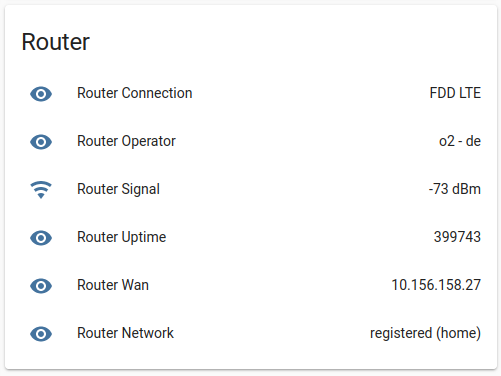 Router
Router Connection FDD LTE
Router Operator o2 - de
Router Signal -73 dBm
Router Uptime 399743
Router Wan 10.156.158.27
Router Network registered (home)